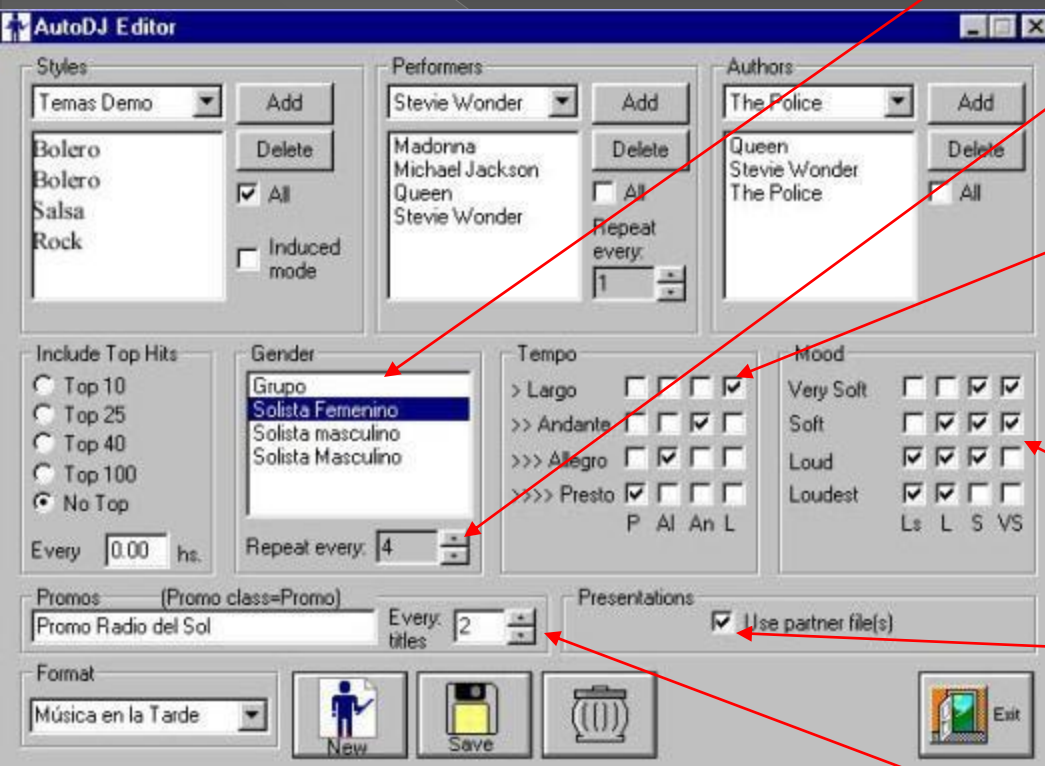 AutoDJ Editor
Styles
Temas Demo
Add
Bolero
Bolero
Salsa
Rock
Delete
All
Induced
mode
Performers
Stevie Wonder
Add
Madonna
Michael Jackson
Queen
Stevie Wonder
Delete
All
Repeat
every:
1
Authors
The Police
Add
Queen
Stevie Wonder
The Police
Delete
All
Include Top Hits
Top 10
Top 25
Top 40
Top 100
No Top
Every 0.00 hs.
Gender
Grupo
Solista Femenino
Solista masculino
Solista Masculino
Repeat every: 4
Tempo
> Largo
>> Andante
>>> Allegro
>>>> Presto
P Al An L
Mood
Very Soft
Soft
Loud
Loudest
Ls L S VS
Promos (Promo class=Promo)
Promo Radio del Sol
Every:
titles
2
Presentations
Use partner file(s)
Format
Música en la Tarde
New
Save
Exit